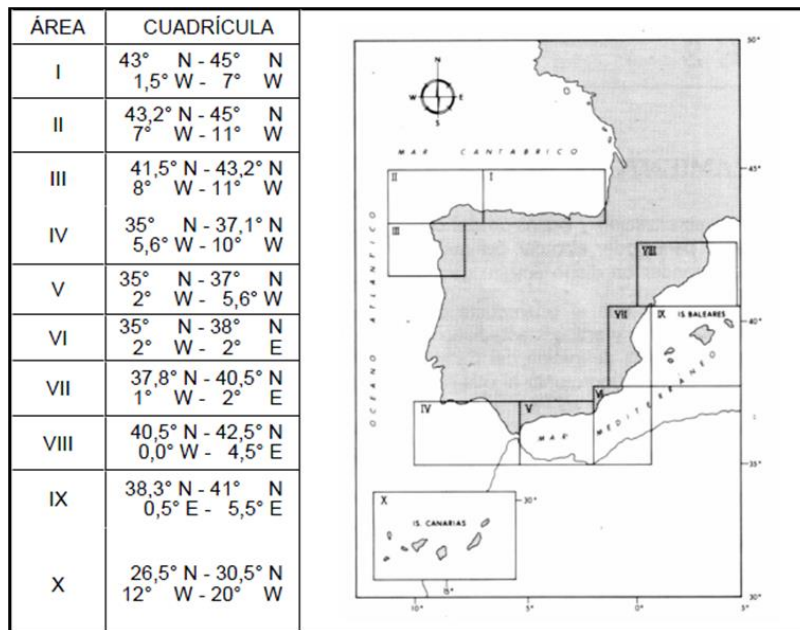 ÁREA CUADRÍCULA
I
43° N - 45° N
1,5° W - 7° W
II
43,2° N - 45° N
7° W - 11° W
III
41,5° N - 43,2° N
8° W - 11° W
IV
35° N - 37,1° N
5,6° W - 10° W
V
35° N - 37° N
2° W - 5,6° W
VI
35° N - 38° N
2° W - 2° E
VII
37,8° N - 40,5° N
1° W - 2° E
VIII
40,5° N - 42,5° N
0,0° W - 4,5° E
IX
38,3° N - 41° N
0,5° E - 5,5° E
X
26,5° N - 30,5° N
12° W - 20° W
50°
N
W E
S
MAR CANTABRICO
45°
II I
III
VIII
OCEANO ATLANTICO
VII IX IS BALEARES
40°
VI
IV V
MAR MEDITERRANEO
35°
X
IS. CANARIAS
30°
15°
10° 5° 0° 5°
30°